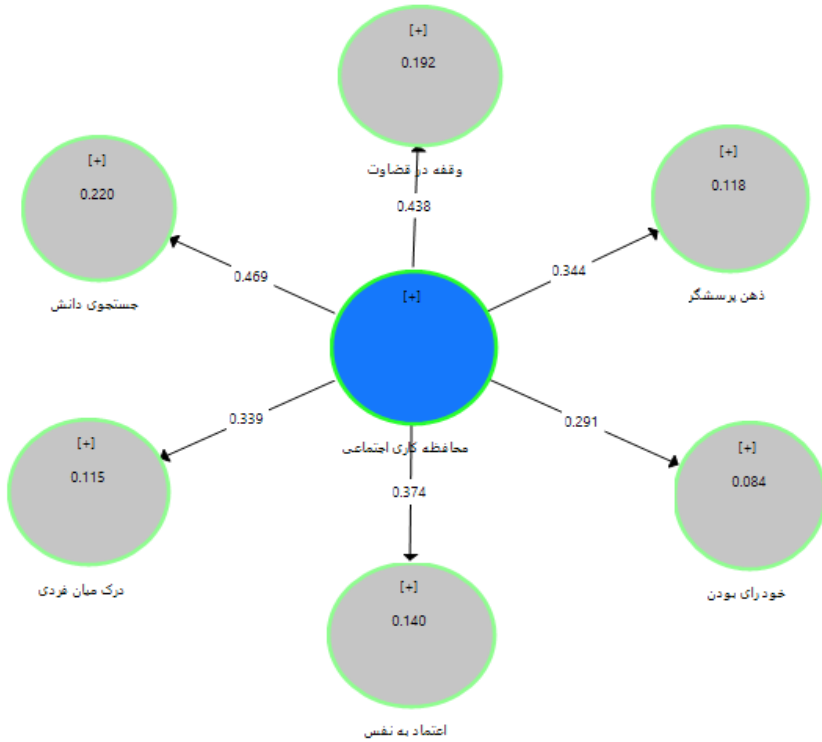 [+]
0.192
وقفه در قضاوت
0.438
[+]
0.220
جستجوی دانش
0.469
[+]
0.118
ذهن پرسشگر
0.344
[+]
محافظه کاری اجتماعی
0.339
[+]
0.115
درک میان فردی
0.291
[+]
0.084
خودرای بودن
0.374
[+]
0.140
اعتماد به نفس